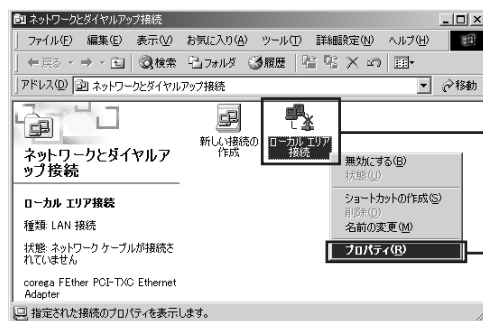 ネットワークとダイヤルアップ接続
ファイル(F) 編集(E) 表示(V) お気に入り(A) ツール(T) 詳細設定(N) ヘルプ(H)
戻る 検索 フォルダ 履歴
アドレス(D) ネットワークとダイヤルアップ接続 移動
ネットワークとダイヤルア
ップ接続
新しい接続の
作成
ローカル エリア
接続
無効にする(B)
状態(U)
ショートカットの作成(S)
削除(D)
名前の変更(M)
プロパティ(R)
ローカル エリア接続
種類: LAN 接続
状態: ネットワーク ケーブルが接続さ
れていません
corega FEther PCI-TXC Ethernet
Adapter
指定された接続のプロパティを表示します。